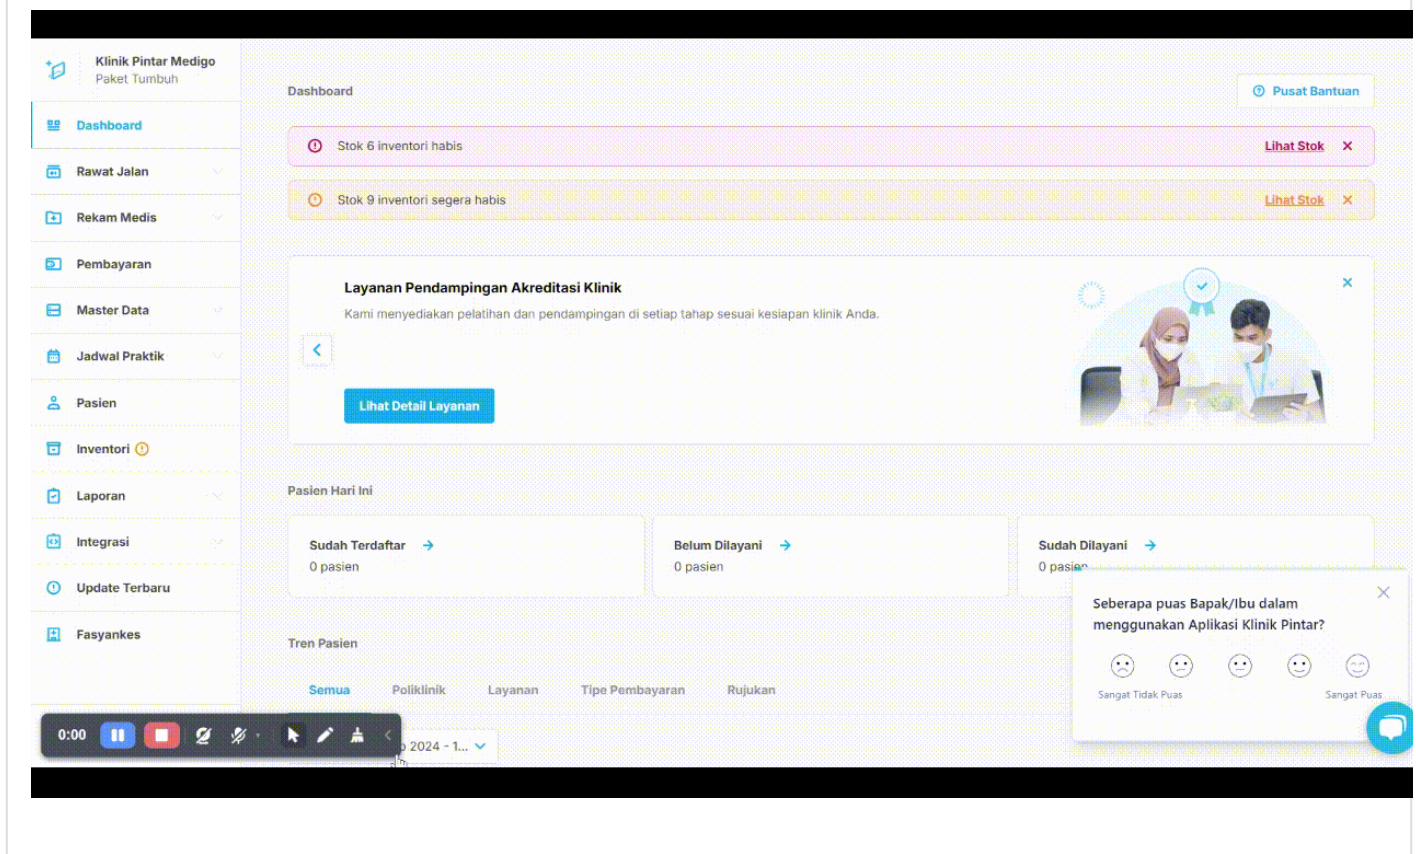 Klinik Pintar Medigo
Paket Tumbuh
Dashboard
Rawat Jalan
Rekam Medis
Pembayaran
Master Data
Jadwal Praktik
Pasien
Inventori
Laporan
Integrasi
Update Terbaru
Fasyankes
Dashboard
Pusat Bantuan
Stok 6 inventori habis
Lihat Stok
Stok 9 inventori segera habis
Lihat Stok
Layanan Pendampingan Akreditasi Klinik
Kami menyediakan pelatihan dan pendampingan di setiap tahap sesuai kesiapan klinik Anda.
Lihat Detail Layanan
Pasien Hari Ini
Sudah Terdaftar
0 pasien
Belum Dilayani
0 pasien
Sudah Dilayani
0 pasien
Tren Pasien
Semua Poliklinik Layanan Tipe Pembayaran Rujukan
2024 - 1...
Seberapa puas Bapak/Ibu dalam
menggunakan Aplikasi Klinik Pintar?
Sangat Tidak Puas
Sangat Puas
0:00